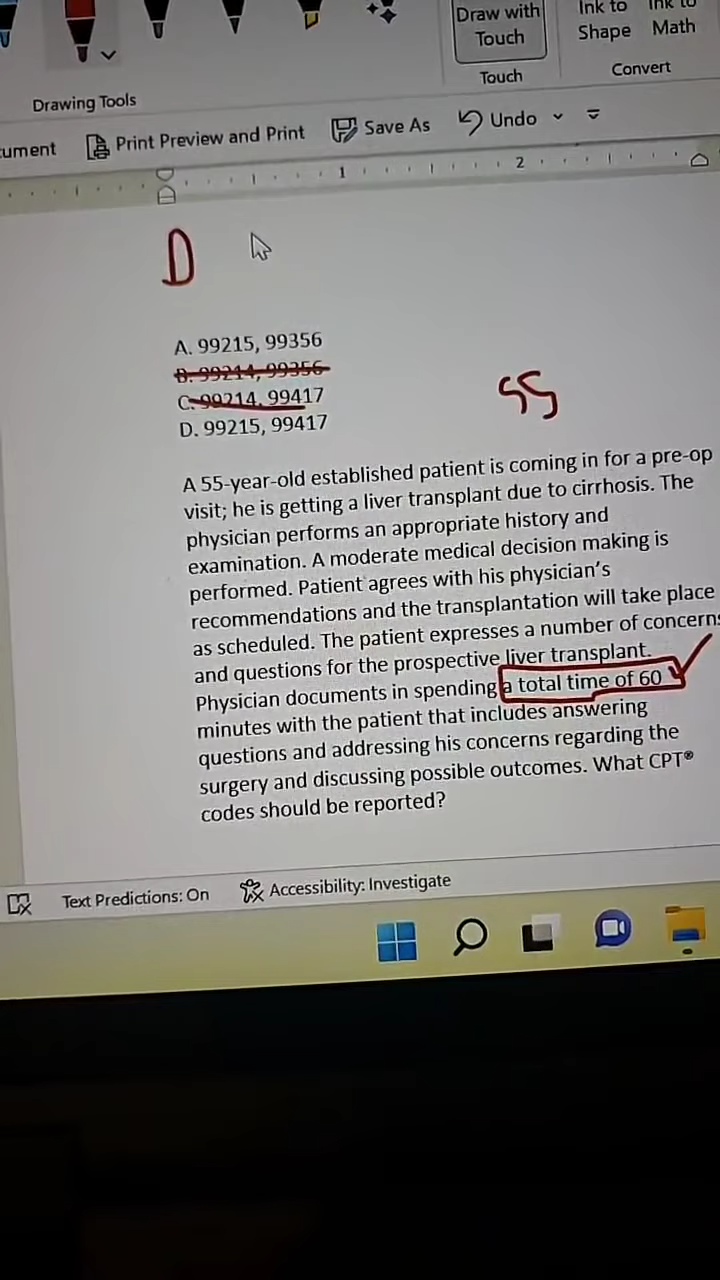 Draw with
Touch
Ink to
Shape
Ink to
Math
Touch
Convert
Drawing Tools
Print Preview and Print
Save As
Undo
1
2
D
A. 99215, 99356
B. 99214, 99356
C. 99214, 99417
D. 99215, 99417
55
A 55-year-old established patient is coming in for a pre-op
visit; he is getting a liver transplant due to cirrhosis. The
physician performs an appropriate history and
examination. A moderate medical decision making is
performed. Patient agrees with his physician's
recommendations and the transplantation will take place
as scheduled. The patient expresses a number of concerns
and questions for the prospective liver transplant.
Physician documents in spending a total time of 60
minutes with the patient that includes answering
questions and addressing his concerns regarding the
surgery and discussing possible outcomes. What CPT®
codes should be reported?
Text Predictions: On
Accessibility: Investigate